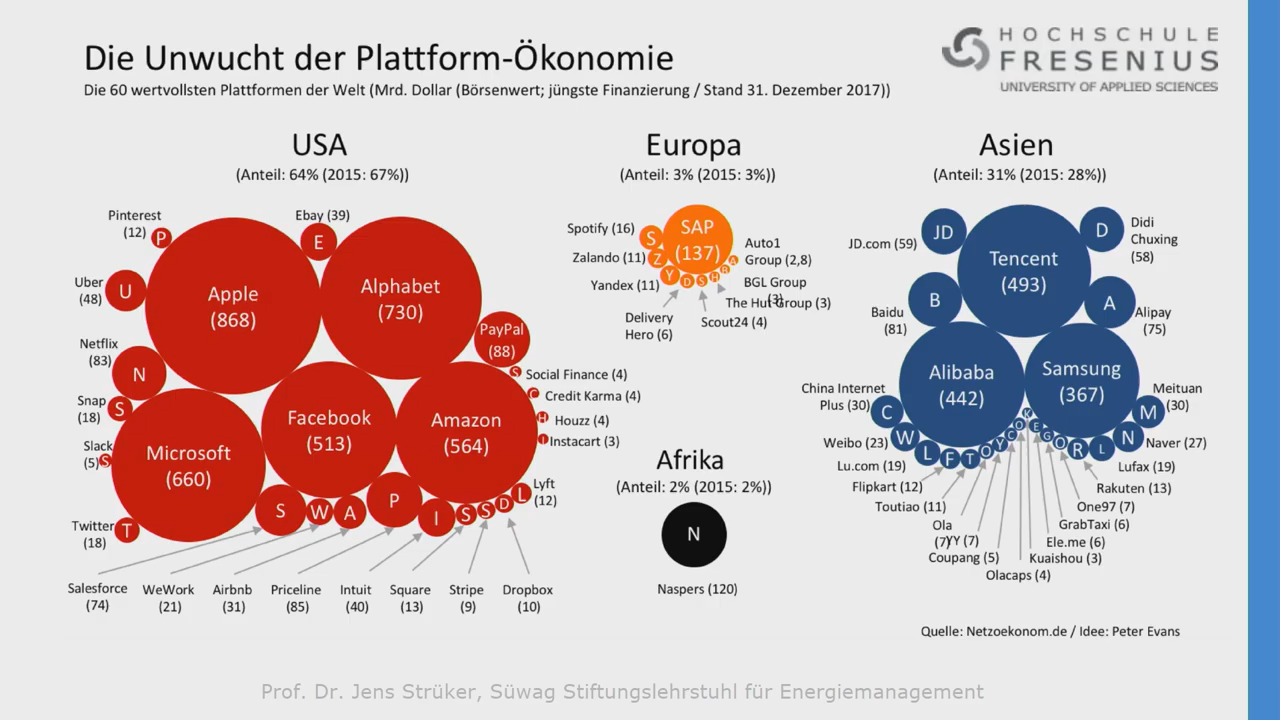 Die Unwucht der Plattform-Ökonomie
Die 60 wertvollsten Plattformen der Welt (Mrd. Dollar (Börsenwert; jüngste Finanzierung / Stand 31. Dezember 2017))
HOCHSCHULE
FRESENIUS
UNIVERSITY OF APPLIED SCIENCES
USA
(Anteil: 64% (2015: 67%))
Pinterest
(12)
P
Ebay (39)
E
Uber
(48)
U
Apple
(868)
Alphabet
(730)
PayPal
(88)
Netflix
(83)
N
S
Social Finance (4)
C
Credit Karma (4)
Snap
(18)
S
Facebook
(513)
Amazon
(564)
H
Houzz (4)
I
Instacart (3)
Slack
(5)
S
Microsoft
(660)
Lyft
(12)
L
Twitter
(18)
T
S
W
A
P
I
S
S
D
Salesforce
(74)
WeWork
(21)
Airbnb
(31)
Priceline
(85)
Intuit
(40)
Square
(13)
Stripe
(9)
Dropbox
(10)
Europa
(Anteil: 3% (2015: 3%))
Spotify (16)
S
SAP
(137)
Zalando (11)
Z
Auto1
Group (2,8)
A
Yandex (11)
Y
D
S
H
B
BGL Group
(3)
The Hut Group (3)
Delivery
Hero (6)
Scout24 (4)
Afrika
(Anteil: 2% (2015: 2%))
N
Naspers (120)
Asien
(Anteil: 31% (2015: 28%))
JD.com (59)
JD
Tencent
(493)
D
Didi
Chuxing
(58)
Baidu
(81)
B
A
Alipay
(75)
Alibaba
(442)
Samsung
(367)
China Internet
Plus (30)
C
Meituan
(30)
M
Weibo (23)
W
N
Naver (27)
Lu.com (19)
L
F
T
O
Y
C
O
K
E
G
O
R
L
Lufax (19)
Flipkart (12)
Rakuten (13)
Toutiao (11)
One97 (7)
Ola
(7)
GrabTaxi (6)
YY (7)
Ele.me (6)
Coupang (5)
Kuaishou (3)
Olacaps (4)
Quelle: Netzoekonom.de / Idee: Peter Evans
Prof. Dr. Jens Strüker, Süwag Stiftungslehrstuhl für Energiemanagement